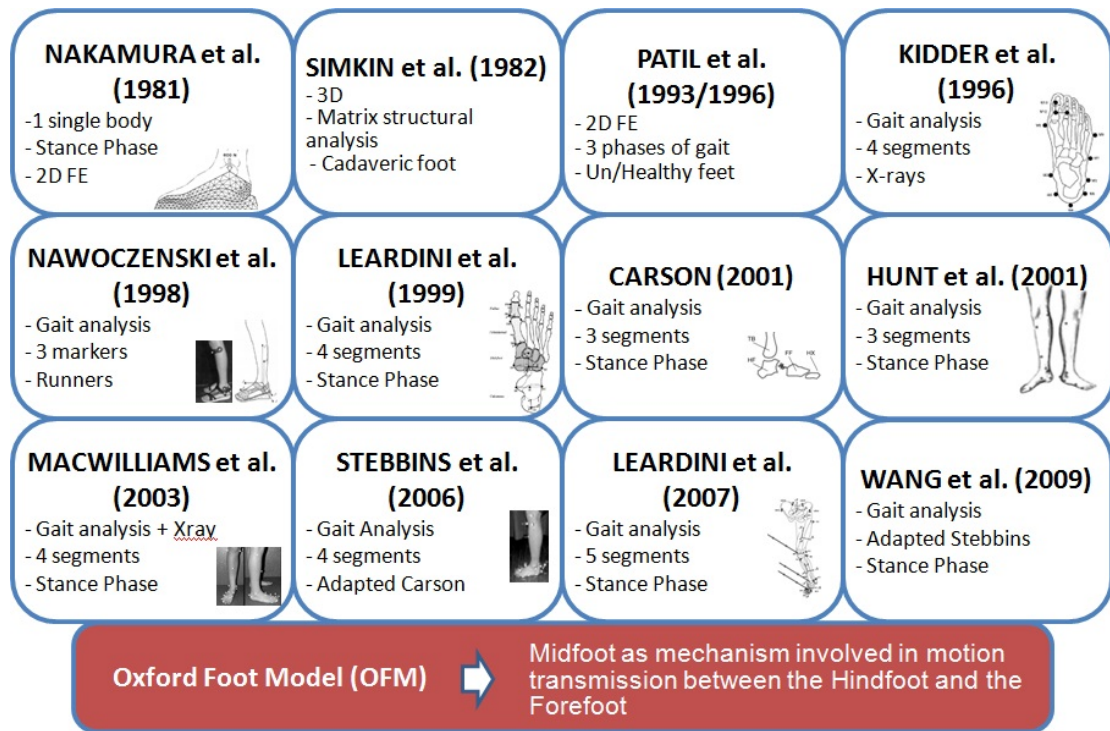 NAKAMURA et al.
(1981)
-1 single body
- Stance Phase
- 2D FE
SIMKIN et al. (1982)
- 3D
- Matrix structural
analysis
- Cadaveric foot
PATIL et al.
(1993/1996)
- 2D FE
- 3 phases of gait
- Un/Healthy feet
KIDDER et al.
(1996)
- Gait analysis
- 4 segments
- X-rays
NAWOCZENSKI et al.
(1998)
- Gait analysis
- 3 markers
- Runners
LEARDINI et al.
(1999)
- Gait analysis
- 4 segments
- Stance Phase
CARSON (2001)
- Gait analysis
- 3 segments
- Stance Phase
TB
HF
FF
HX
HUNT et al. (2001)
- Gait analysis
- 3 segments
- Stance Phase
MACWILLIAMS et al.
(2003)
- Gait analysis + Xray
- 4 segments
- Stance Phase
STEBBINS et al.
(2006)
- Gait Analysis
- 4 segments
- Adapted Carson
LEARDINI et al.
(2007)
- Gait analysis
- 5 segments
- Stance Phase
WANG et al. (2009)
- Gait analysis
- Adapted Stebbins
- Stance Phase
Oxford Foot Model (OFM)
Midfoot as mechanism involved in motion
transmission between the Hindfoot and the
Forefoot